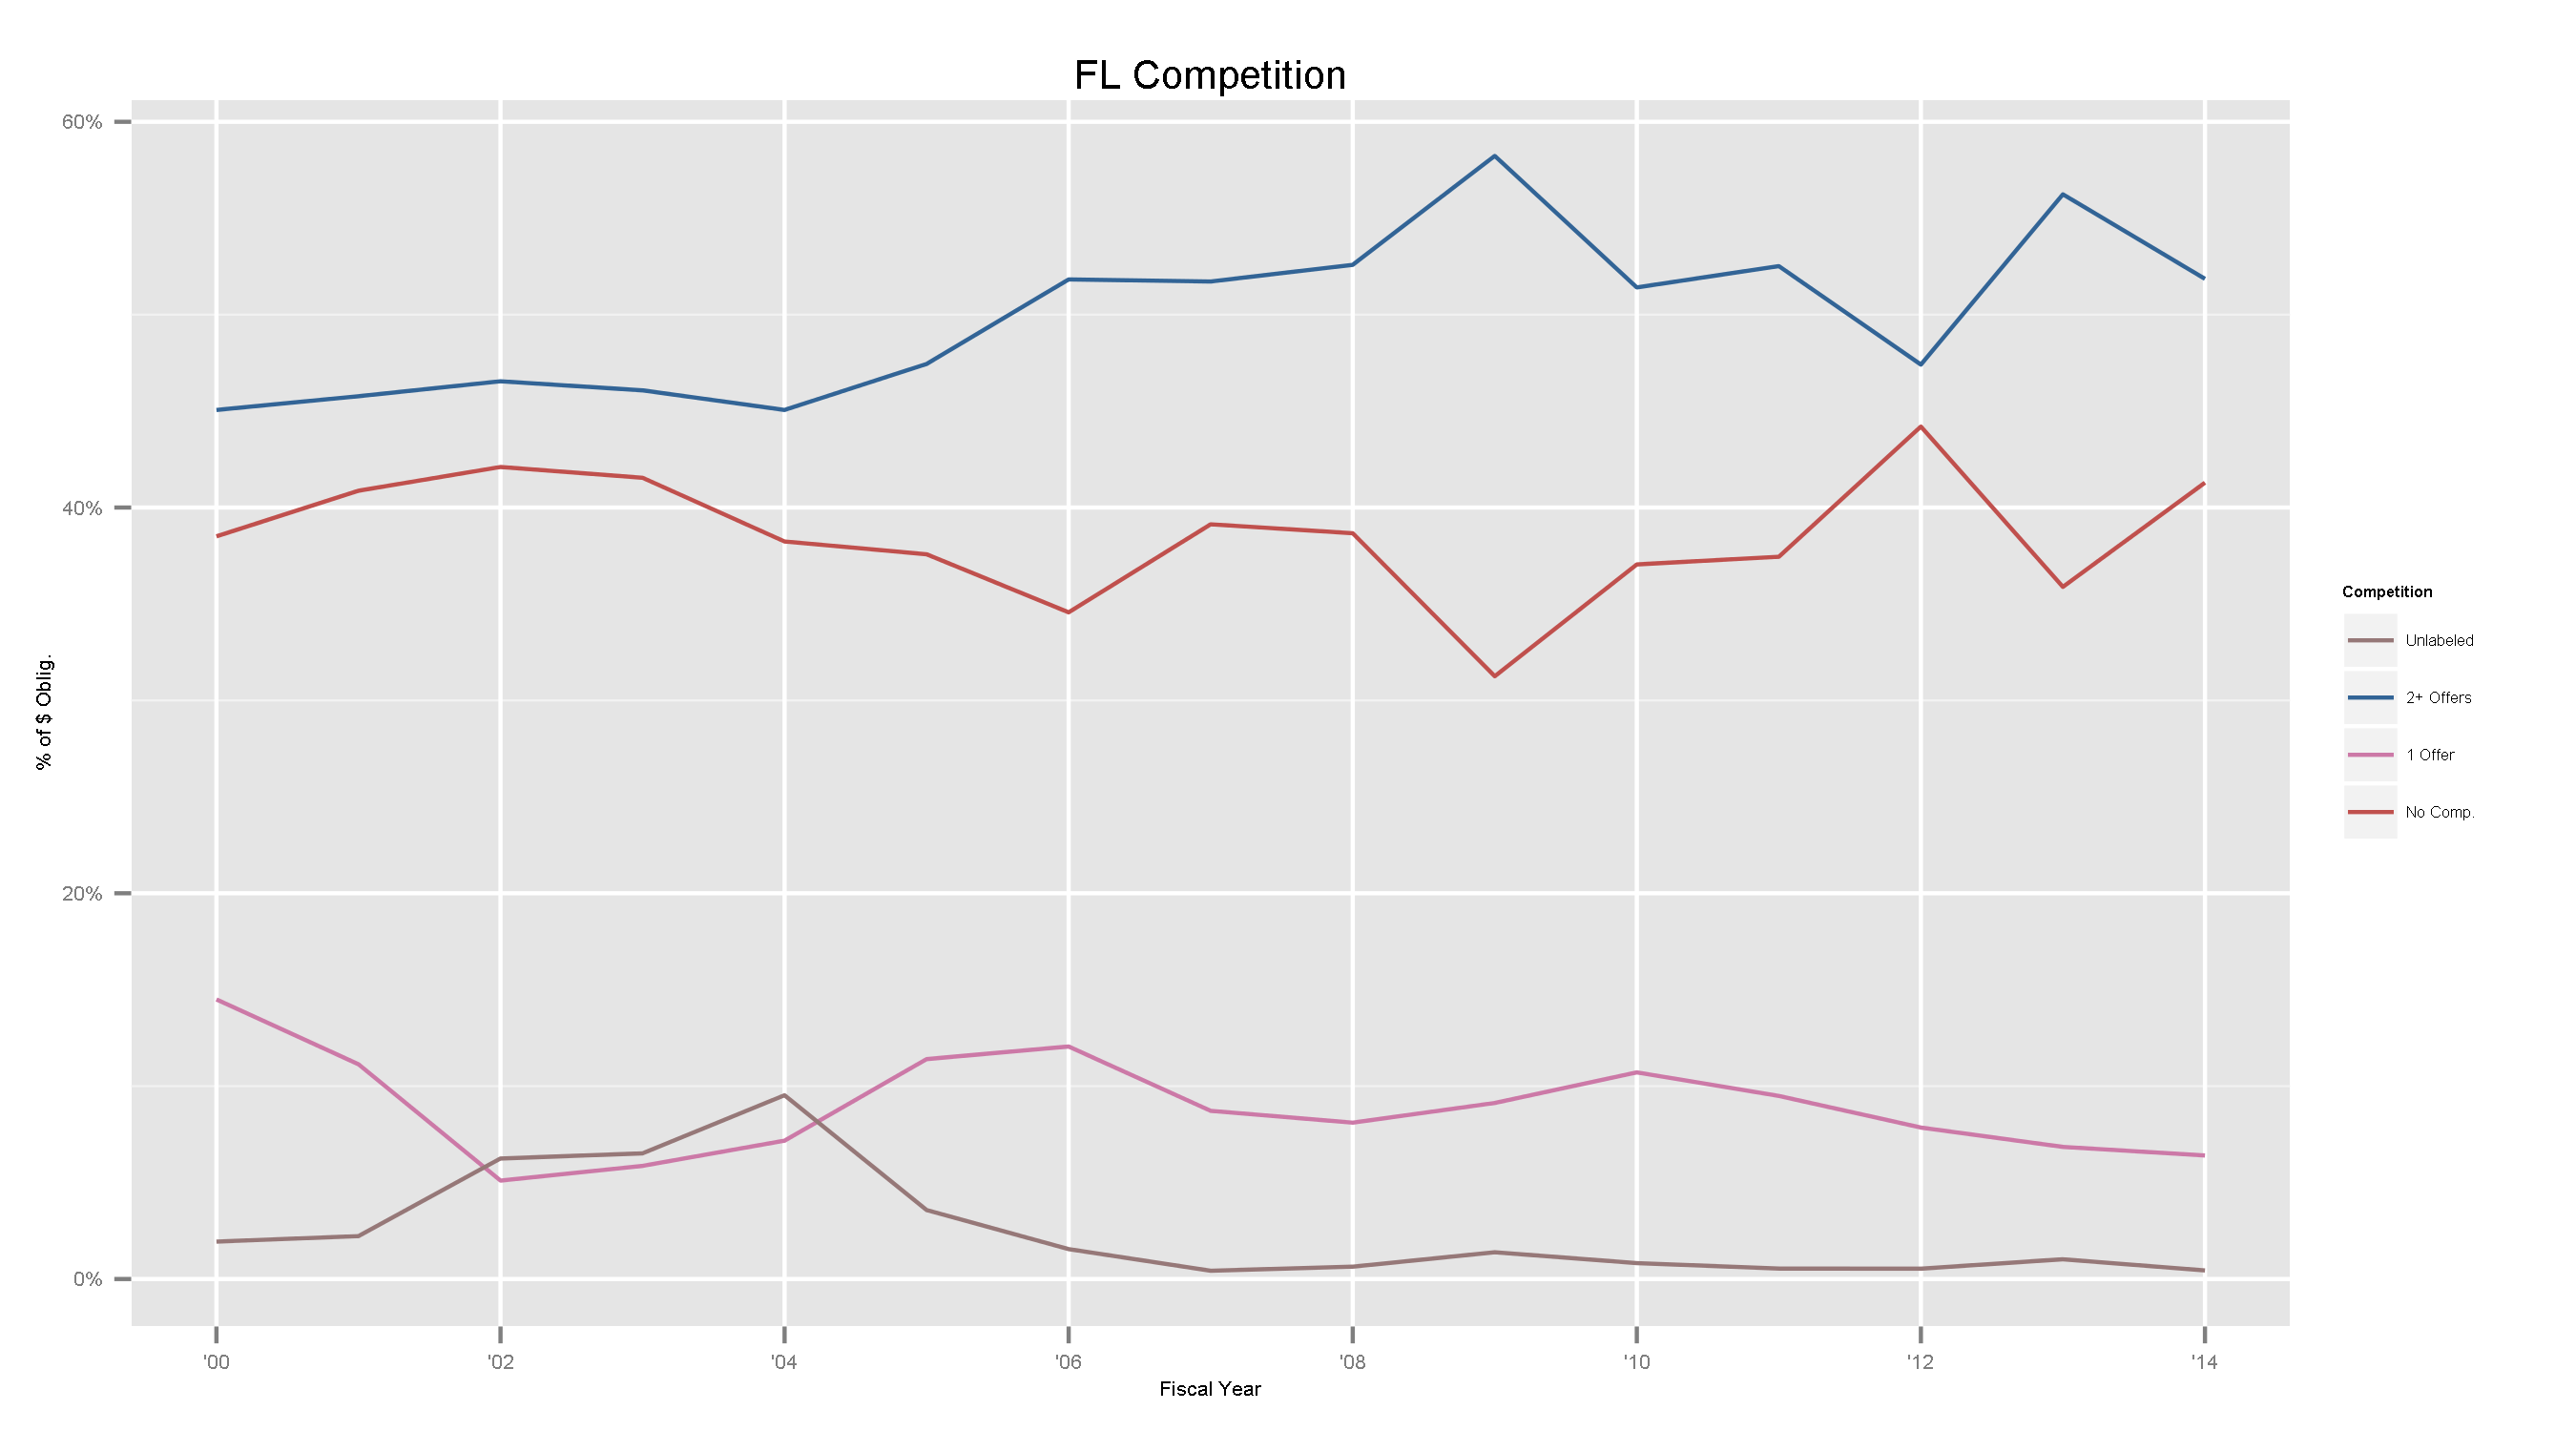 FL Competition
60%
40%
20%
0%
% of $ Oblig.
'00 '02 '04 '06 '08 '10 '12 '14
Fiscal Year
Competition
Unlabeled
2+ Offers
1 Offer
No Comp.